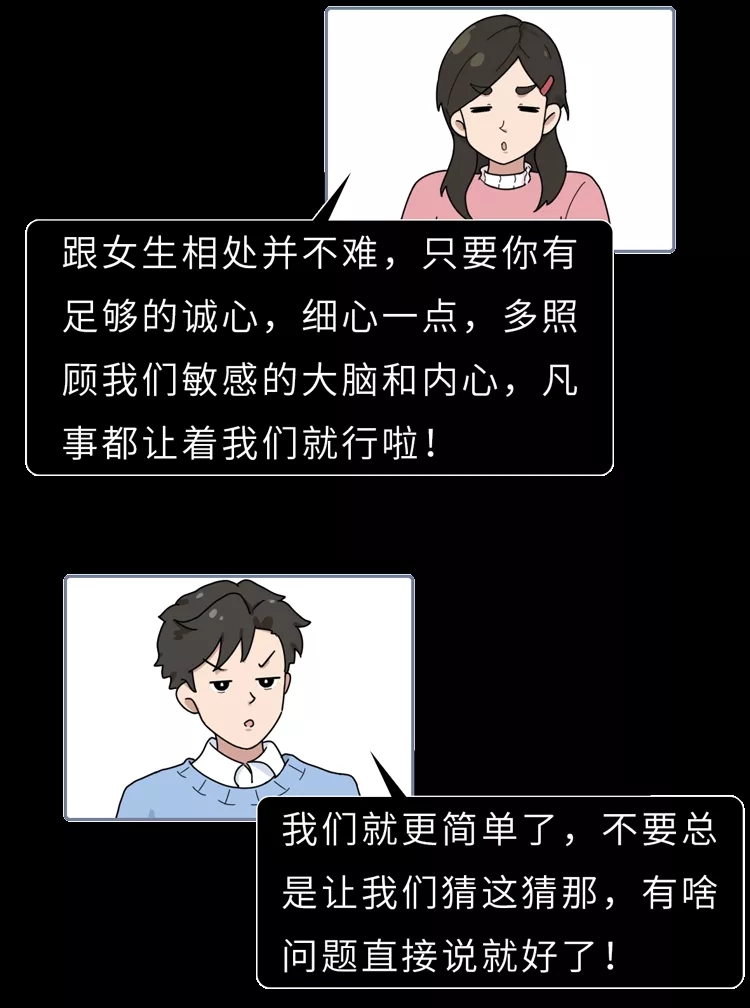 跟女生相处并不难，只要你有
足够的诚心，细心一点，多照
顾我们敏感的大脑和内心，凡
事都让着我们就行啦！
我们就更简单了，不要总
是让我们猜这猜那，有啥
问题直接说就好了！